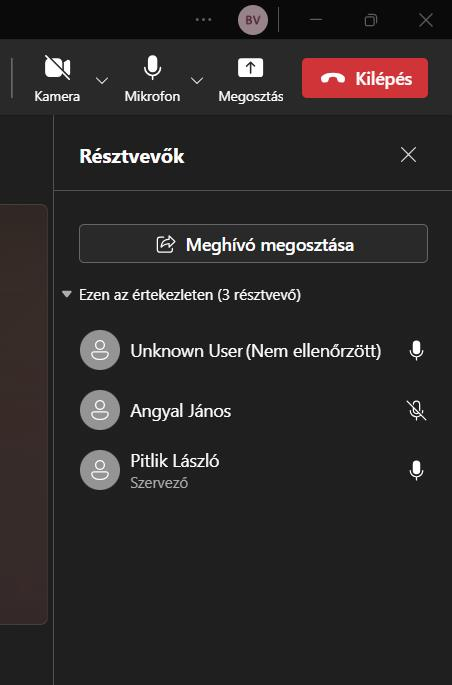 BV
Kamera
Mikrofon
Megosztás
Kilépés
Résztvevők
Meghívó megosztása
Ezen az értekezleten (3 résztvevő)
Unknown User (Nem ellenőrzött)
Angyal János
Pitlik László
Szervező